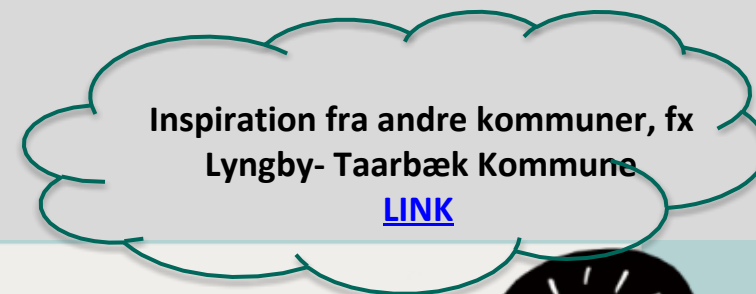 Inspiration fra andre kommuner, fx
Lyngby- Taarbæk Kommune
LINK